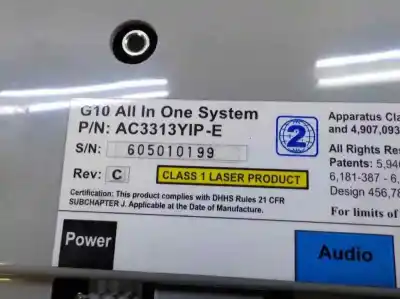 G10 All In One System
P/N: AC3313YIP-E
S/N: 605010199
Rev: C CLASS 1 LASER PRODUCT
Certification: This product complies with DHHS Rules 21 CFR
SUBCHAPTER J. Applicable at the Date of Manufacture.
2
Apparatus Cla
and 4,907,093
All Rights Res
Patents: 5,94
6,181-387 - 6,
Design 456,78
For limits of
Power
Audio